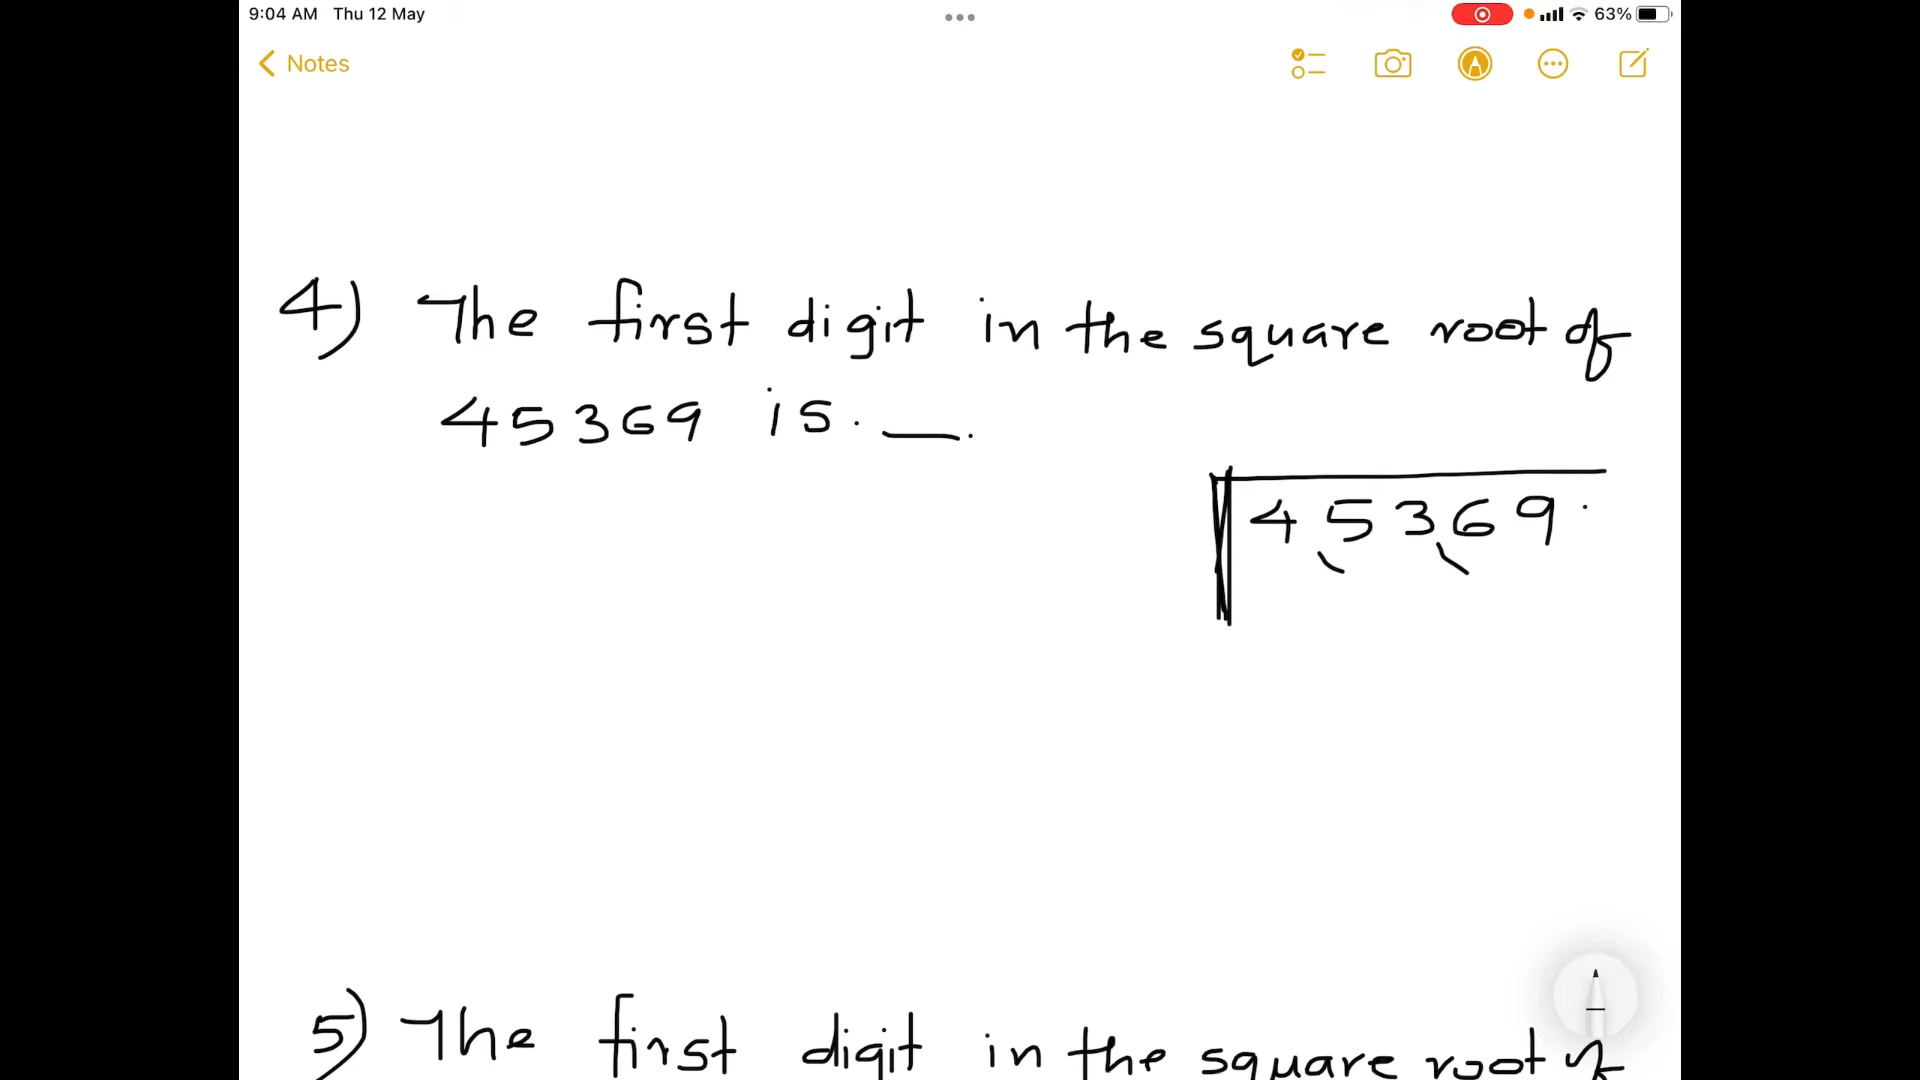 9:04 AM Thu 12 May
63%
Notes
4) The first digit in the square root of
45369 is. __.
45369.
5) The first digit in the square root of